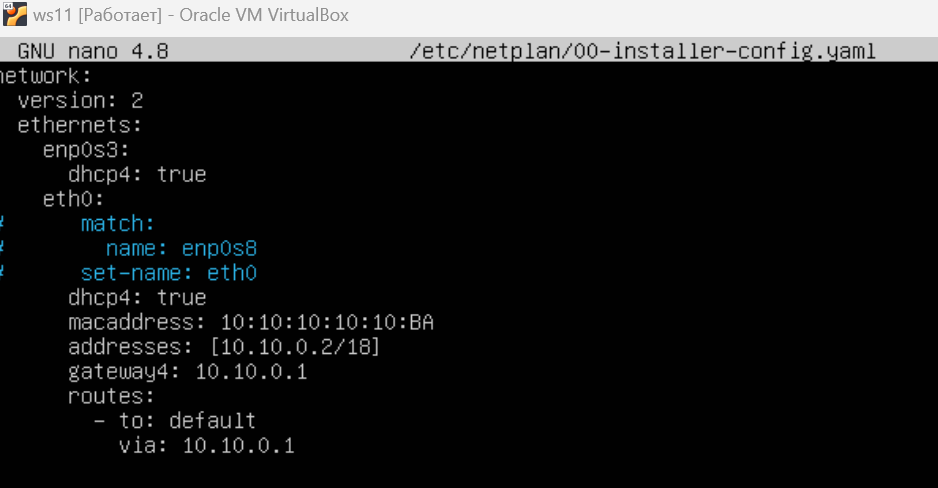 ws11 [Работает] - Oracle VM VirtualBox
GNU nano 4.8 /etc/netplan/00-installer-config.yaml
network:
  version: 2
  ethernets:
    enp0s3:
      dhcp4: true
    eth0:
#      match:
#        name: enp0s8
#      set-name: eth0
      dhcp4: true
      macaddress: 10:10:10:10:10:BA
      addresses: [10.10.0.2/18]
      gateway4: 10.10.0.1
      routes:
        - to: default
          via: 10.10.0.1